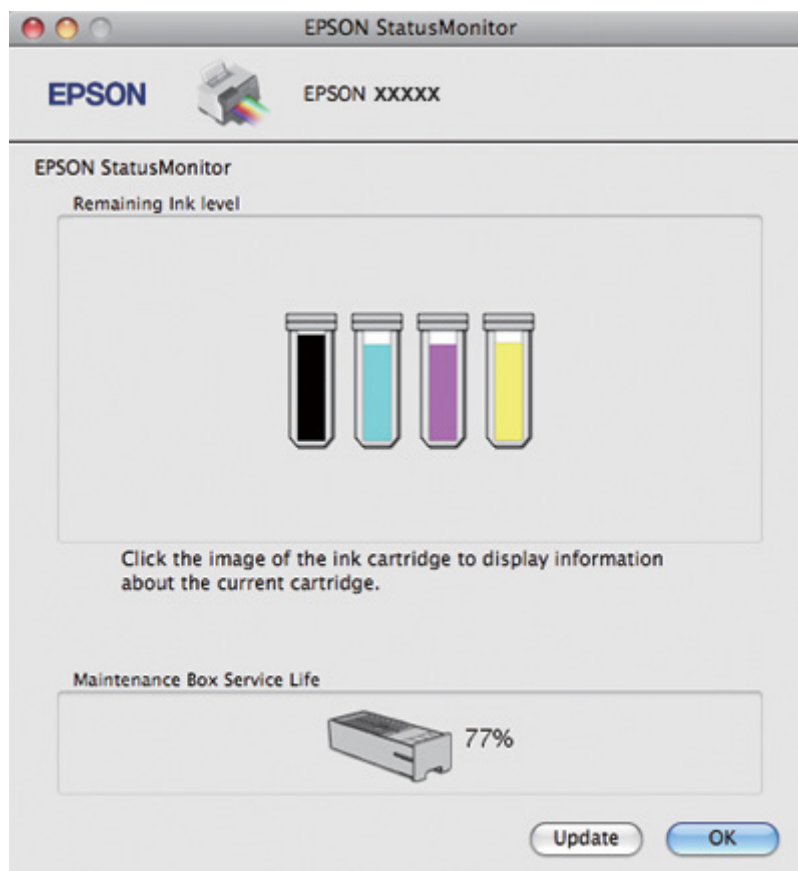 EPSON StatusMonitor
EPSON
EPSON XXXXX
EPSON StatusMonitor
Remaining Ink level
Click the image of the ink cartridge to display information
about the current cartridge.
Maintenance Box Service Life
77%
Update
OK